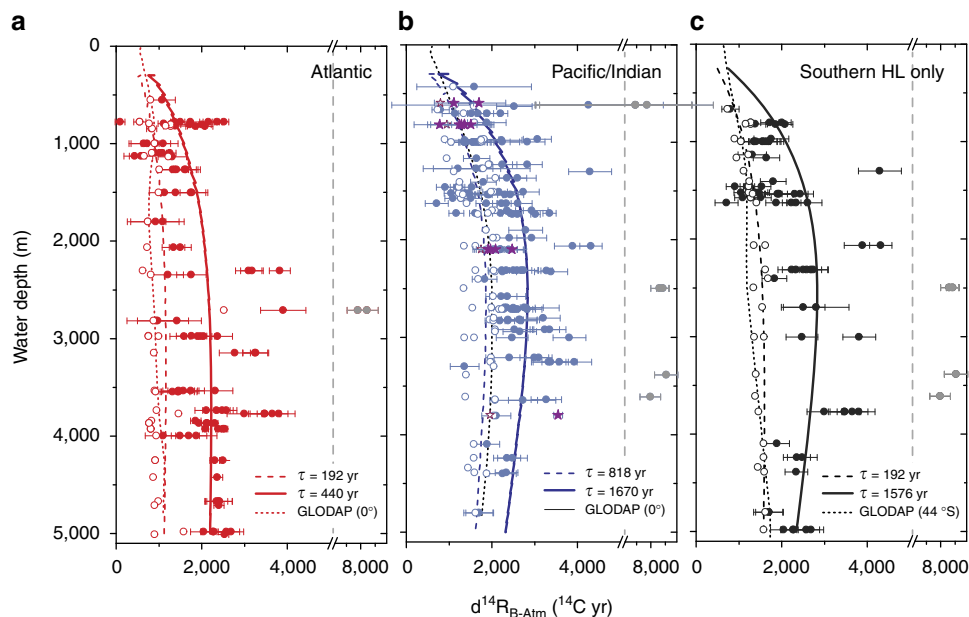 a
b
c
0
1,000
2,000
3,000
4,000
5,000
Water depth (m)
Atlantic
τ = 192 yr
τ = 440 yr
GLODAP (0°)
0
2,000
4,000
8,000
Pacific/Indian
τ = 818 yr
τ = 1670 yr
GLODAP (0°)
0
2,000
4,000
8,000
Southern HL only
τ = 192 yr
τ = 1576 yr
GLODAP (44 °S)
0
2,000
4,000
8,000
d¹⁴R_B-Atm (¹⁴C yr)